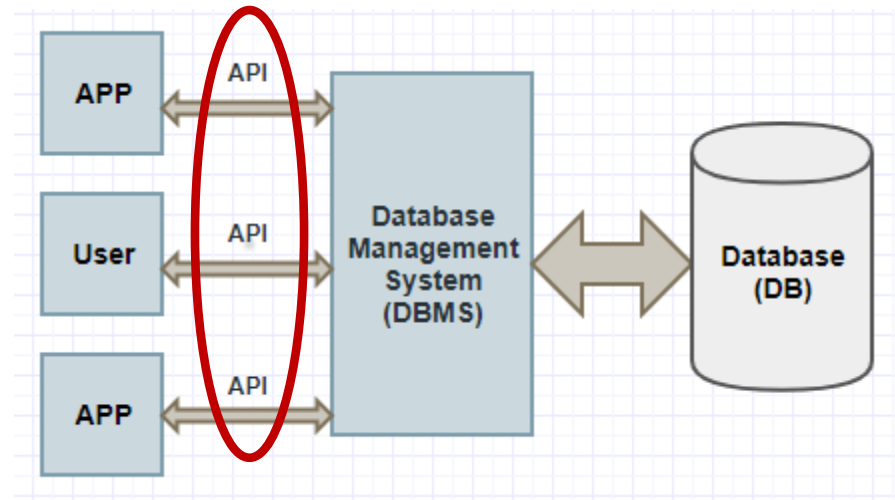 APP
API
User
API
APP
API
Database
Management
System
(DBMS)
Database
(DB)